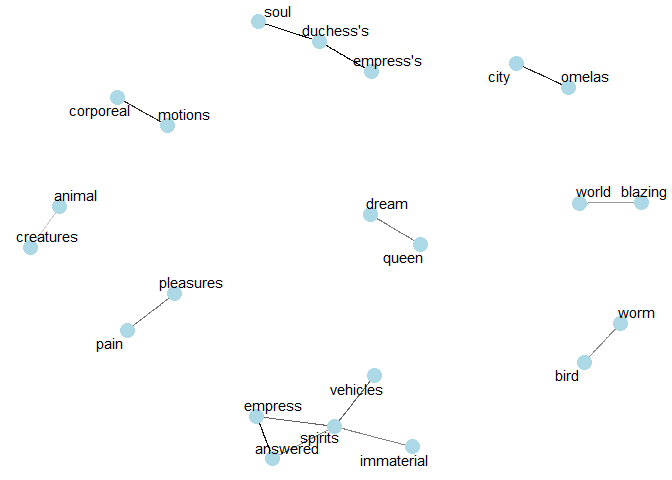 soul
duchess's
empress's
city
omelas
corporeal
motions
animal
creatures
dream
queen
world
blazing
pleasures
pain
worm
bird
vehicles
empress
spirits
answered
immaterial